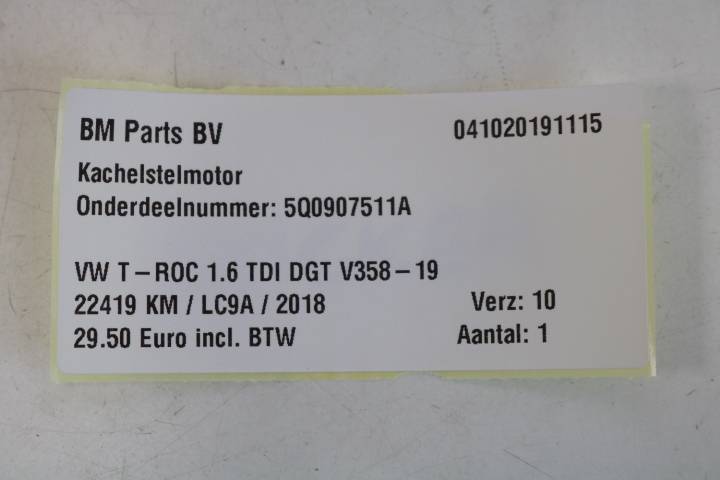 BM Parts BV 041020191115
Kachelstelmotor
Onderdeelnummer: 5Q0907511A
VW T-ROC 1.6 TDI DGT V358-19
22419 KM / LC9A / 2018 Verz: 10
29.50 Euro incl. BTW Aantal: 1